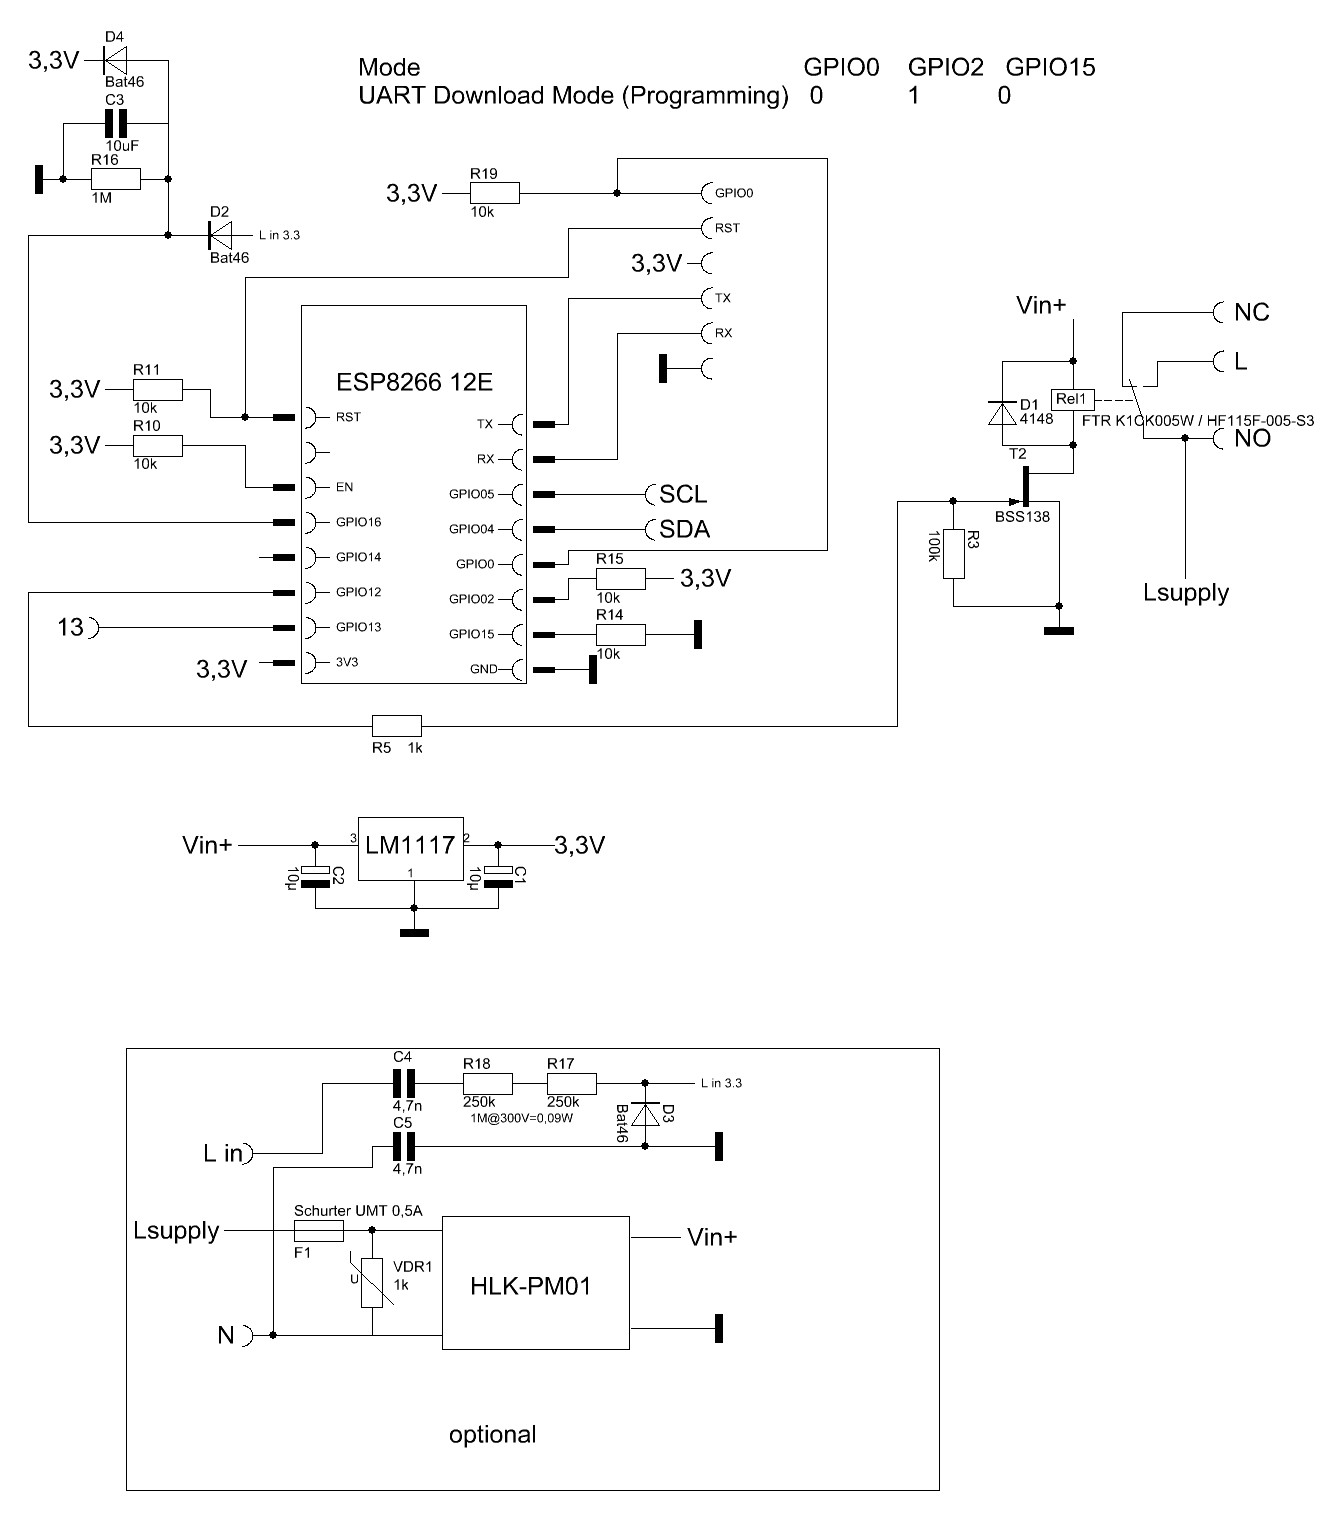 D4
3,3V
Bat46
C3
10uF
R16
1M
D2
L in 3.3
Bat46
Mode GPIO0 GPIO2 GPIO15
UART Download Mode (Programming) 0 1 0
R19
3,3V
10k
GPIO0
RST
3,3V
TX
RX
ESP8266 12E
R11
3,3V
10k
R10
3,3V
10k
RST
EN
GPIO16
GPIO14
GPIO12
GPIO13
13
3V3
3,3V
TX
RX
GPIO05
SCL
GPIO04
SDA
GPIO0
R15
GPIO02
3,3V
10k
R14
GPIO15
10k
GND
R5 1k
Vin+
NC
L
Rel1
D1
4148
FTR K1CK005W / HF115F-005-S3
NO
T2
BSS138
R3
100k
Lsupply
Vin+
3
LM1117
2
3,3V
1
C2
10µ
C1
10µ
C4
4,7n
R18
250k
R17
250k
1M@300V=0,09W
L in 3.3
D3
Bat46
C5
4,7n
L in
Schurter UMT 0,5A
Lsupply
F1
U
VDR1
1k
HLK-PM01
Vin+
N
optional